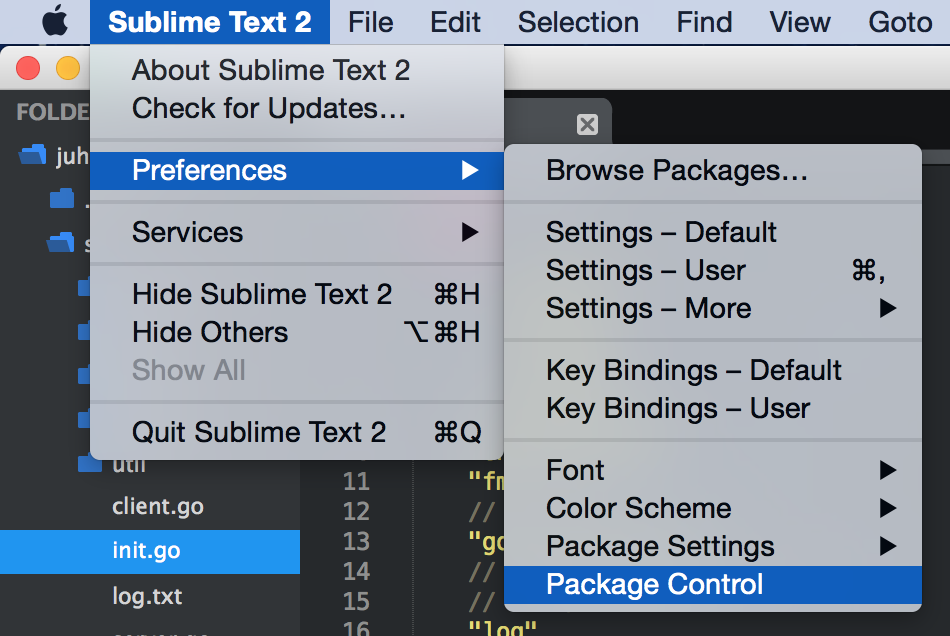 Sublime Text 2 File Edit Selection Find View Goto
About Sublime Text 2
Check for Updates…
Preferences
Services
Hide Sublime Text 2 ⌘H
Hide Others ⌥⌘H
Show All
Quit Sublime Text 2 ⌘Q
Browse Packages…
Settings – Default
Settings – User ⌘,
Settings – More
Key Bindings – Default
Key Bindings – User
Font
Color Scheme
Package Settings
Package Control
FOLDE
juh
util
client.go
init.go
log.txt
11 "fm
12 //
13 "go
14 //
15 //
16 "log"